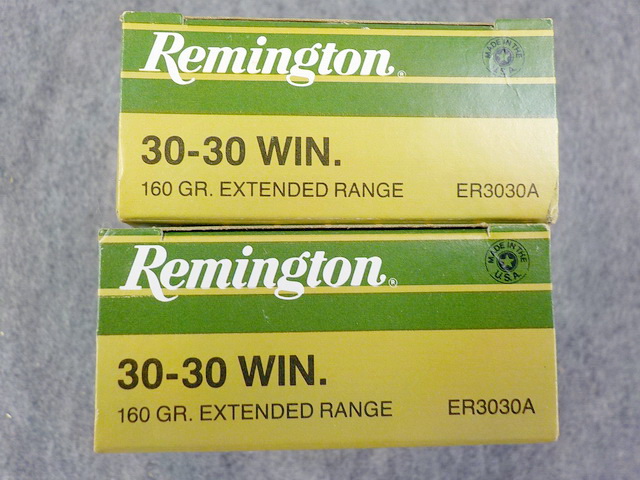 Remington®
MADE IN THE U.S.A.
30-30 WIN.
160 GR. EXTENDED RANGE ER3030A
Remington®
MADE IN THE U.S.A.
30-30 WIN.
160 GR. EXTENDED RANGE ER3030A